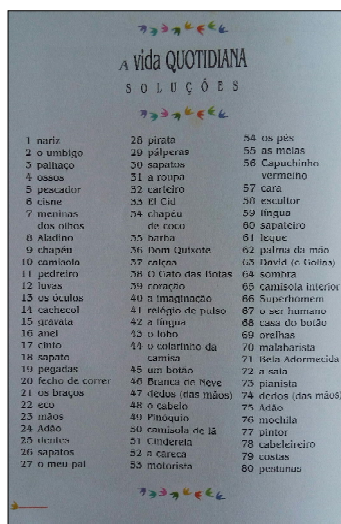 A vida QUOTIDIANA
SOLUÇÕES
1 nariz
2 o umbigo
3 palhaço
4 ossos
5 pescador
6 cisne
7 meninas
dos olhos
8 Aladino
9 chapéu
10 camisola
11 pedreiro
12 luvas
13 os óculos
14 cachecol
15 gravata
16 anel
17 cinto
18 sapato
19 pegadas
20 fecho de correr
21 os braços
22 eco
23 mãos
24 Adão
25 dentes
26 sapatos
27 o meu pai
28 pirata
29 pálperas
30 sapatos
31 a roupa
32 carteiro
33 El Cid
34 chapéu
de coco
35 barba
36 Dom Quixote
37 calças
38 O Gato das Botas
39 coração
40 a imaginação
41 relógio de pulso
42 a língua
43 o lobo
44 o colarinho da
camisa
45 um botão
46 Branca de Neve
47 dedos (das mãos)
48 o cabelo
49 Pinóquio
50 camisola de lã
51 Cinderela
52 a careca
53 motorista
54 os pés
55 as meias
56 Capuchinho
vermelho
57 cara
58 escultor
59 língua
60 sapateiro
61 leque
62 palma da mão
63 David (e Golias)
64 sombra
65 camisola interior
66 Superhomem
67 o ser humano
68 casa do botão
69 orelhas
70 malabarista
71 Bela Adormecida
72 a saia
73 pianista
74 dedos (das mãos)
75 Adão
76 mochila
77 pintor
78 cabeleireiro
79 costas
80 pestanas